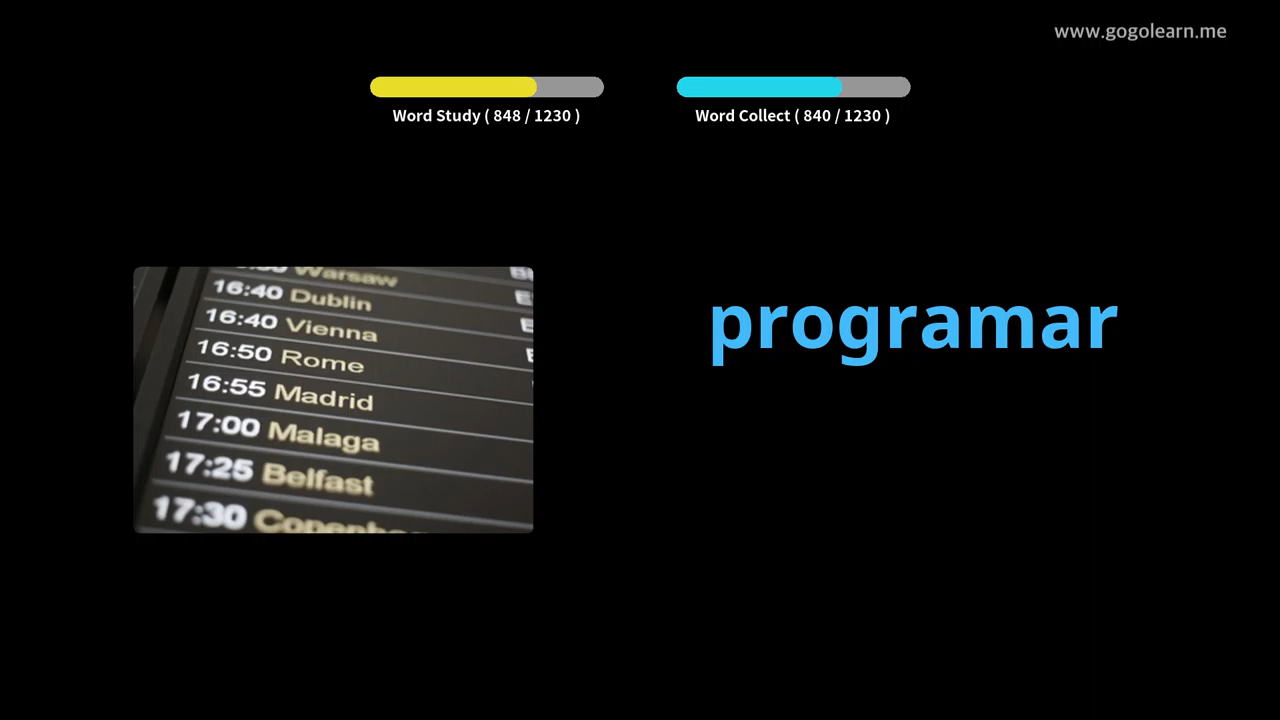 www.gogolearn.me
Word Study ( 848 / 1230 )
Word Collect ( 840 / 1230 )
Warsaw
16:40 Dublin
16:40 Vienna
16:50 Rome
16:55 Madrid
17:00 Malaga
17:25 Belfast
17:30
programar